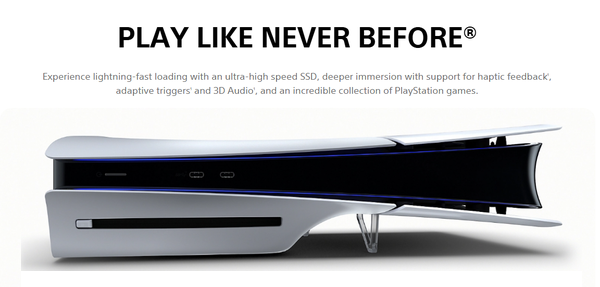 PLAY LIKE NEVER BEFORE®
Experience lightning-fast loading with an ultra-high speed SSD, deeper immersion with support for haptic feedback¹,
adaptive triggers¹ and 3D Audio¹, and an incredible collection of PlayStation games.